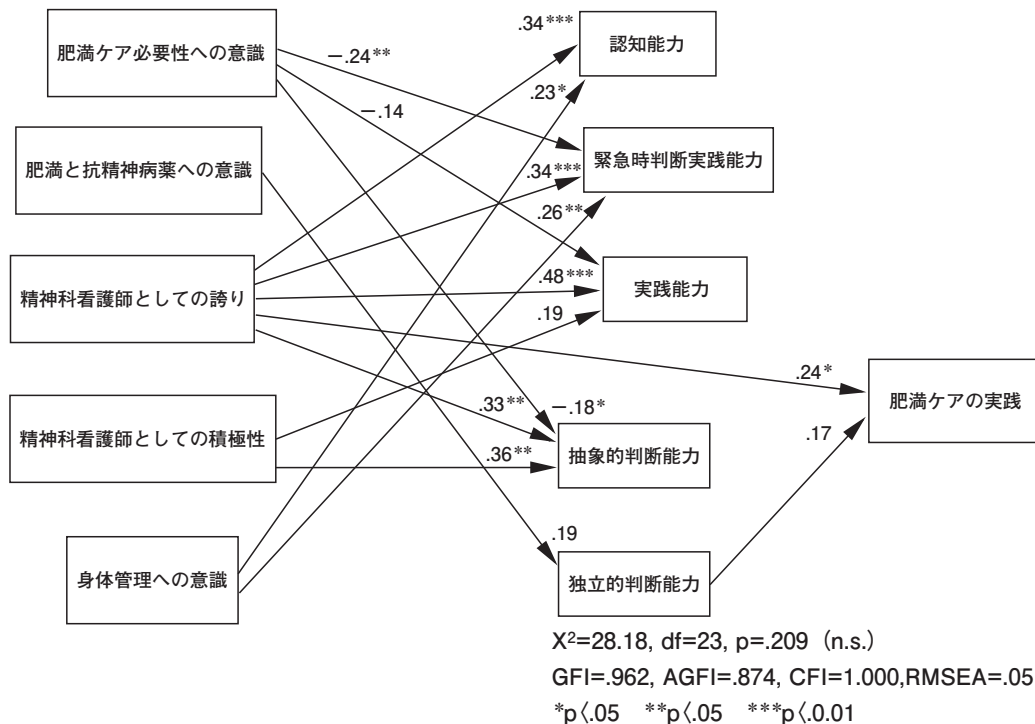 肥満ケア必要性への意識
肥満と抗精神病薬への意識
精神科看護師としての誇り
精神科看護師としての積極性
身体管理への意識
.34***
−.24**
.23*
−.14
.34***
.26**
.48***
.19
.24*
.33**
−.18*
.36**
.17
.19
認知能力
緊急時判断実践能力
実践能力
抽象的判断能力
独立的判断能力
肥満ケアの実践
X²=28.18, df=23, p=.209（n.s.）
GFI=.962, AGFI=.874, CFI=1.000,RMSEA=.05
*p〈.05 **p〈.05 ***p〈.0.01